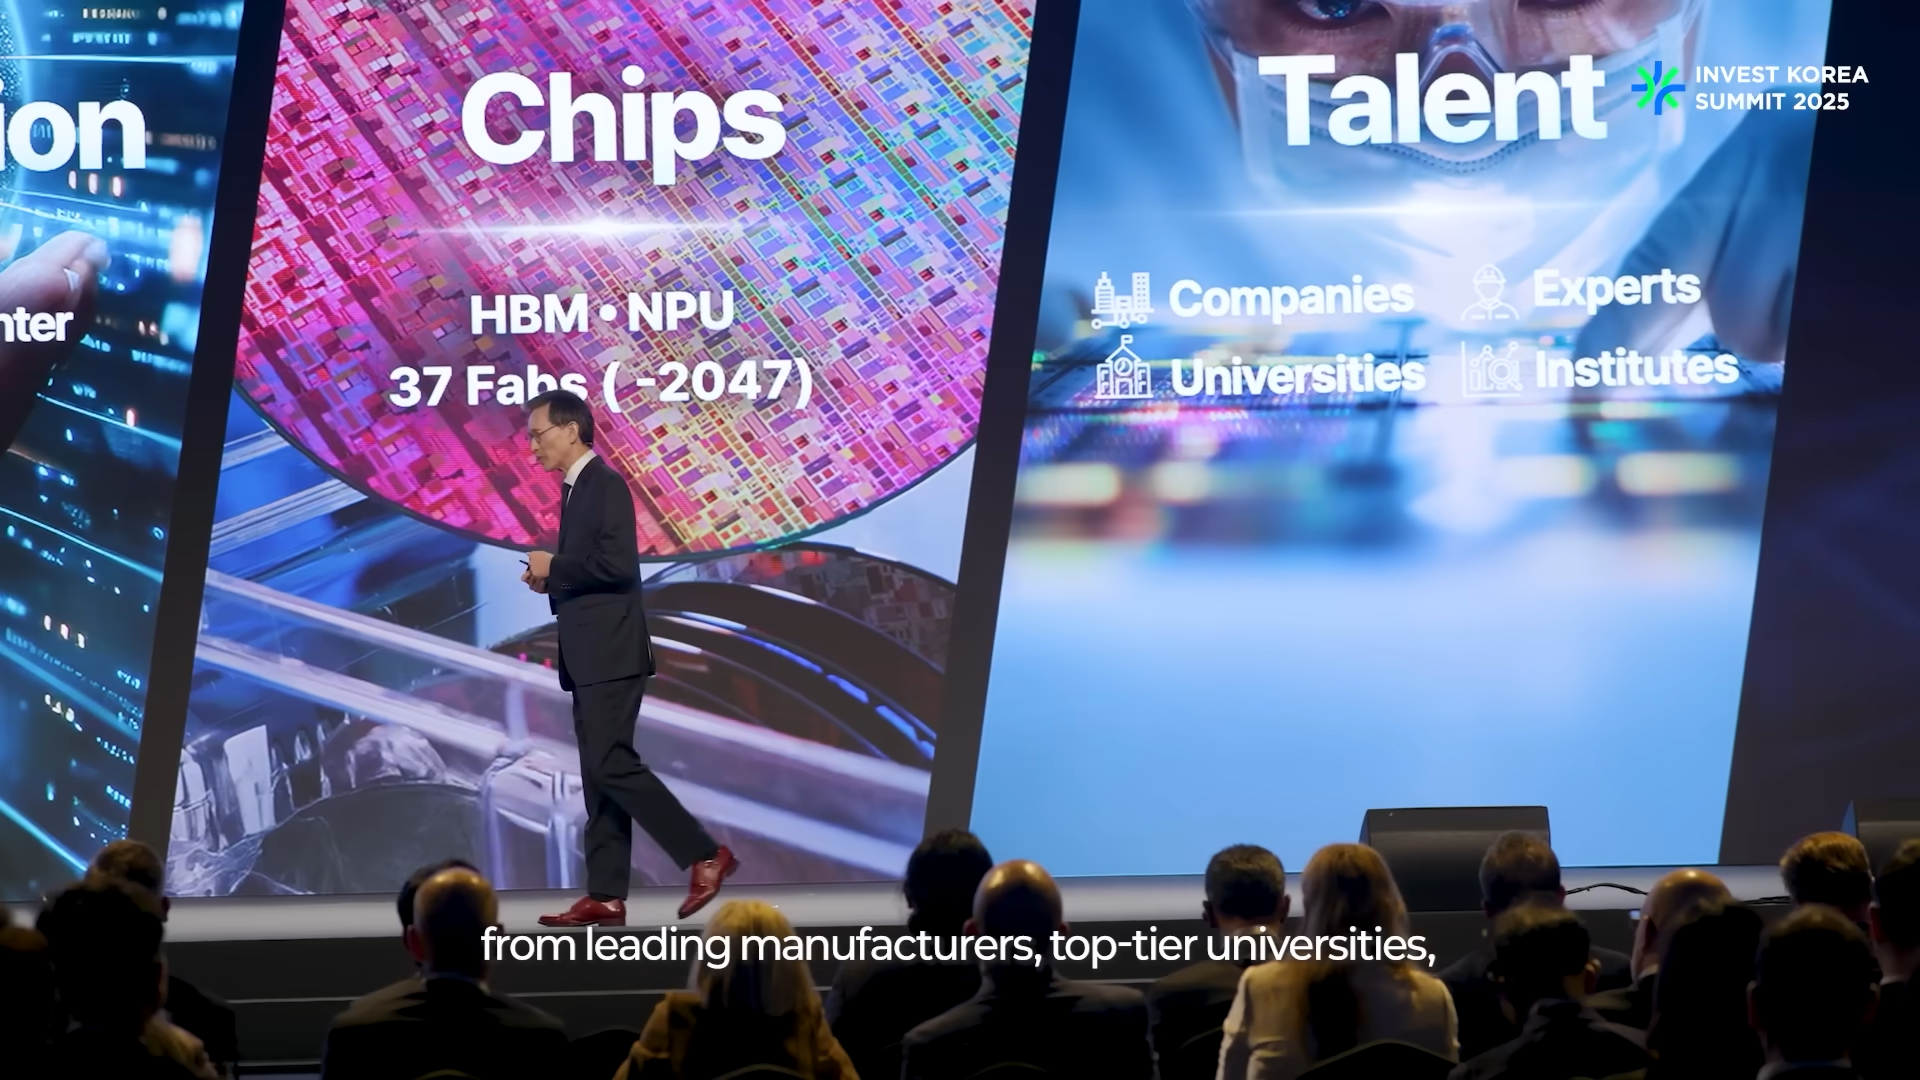 ion
nter
Chips
HBM • NPU
37 Fabs ( -2047)
Talent
Companies
Experts
Universities
Institutes
INVEST KOREA
SUMMIT 2025
from leading manufacturers, top-tier universities,